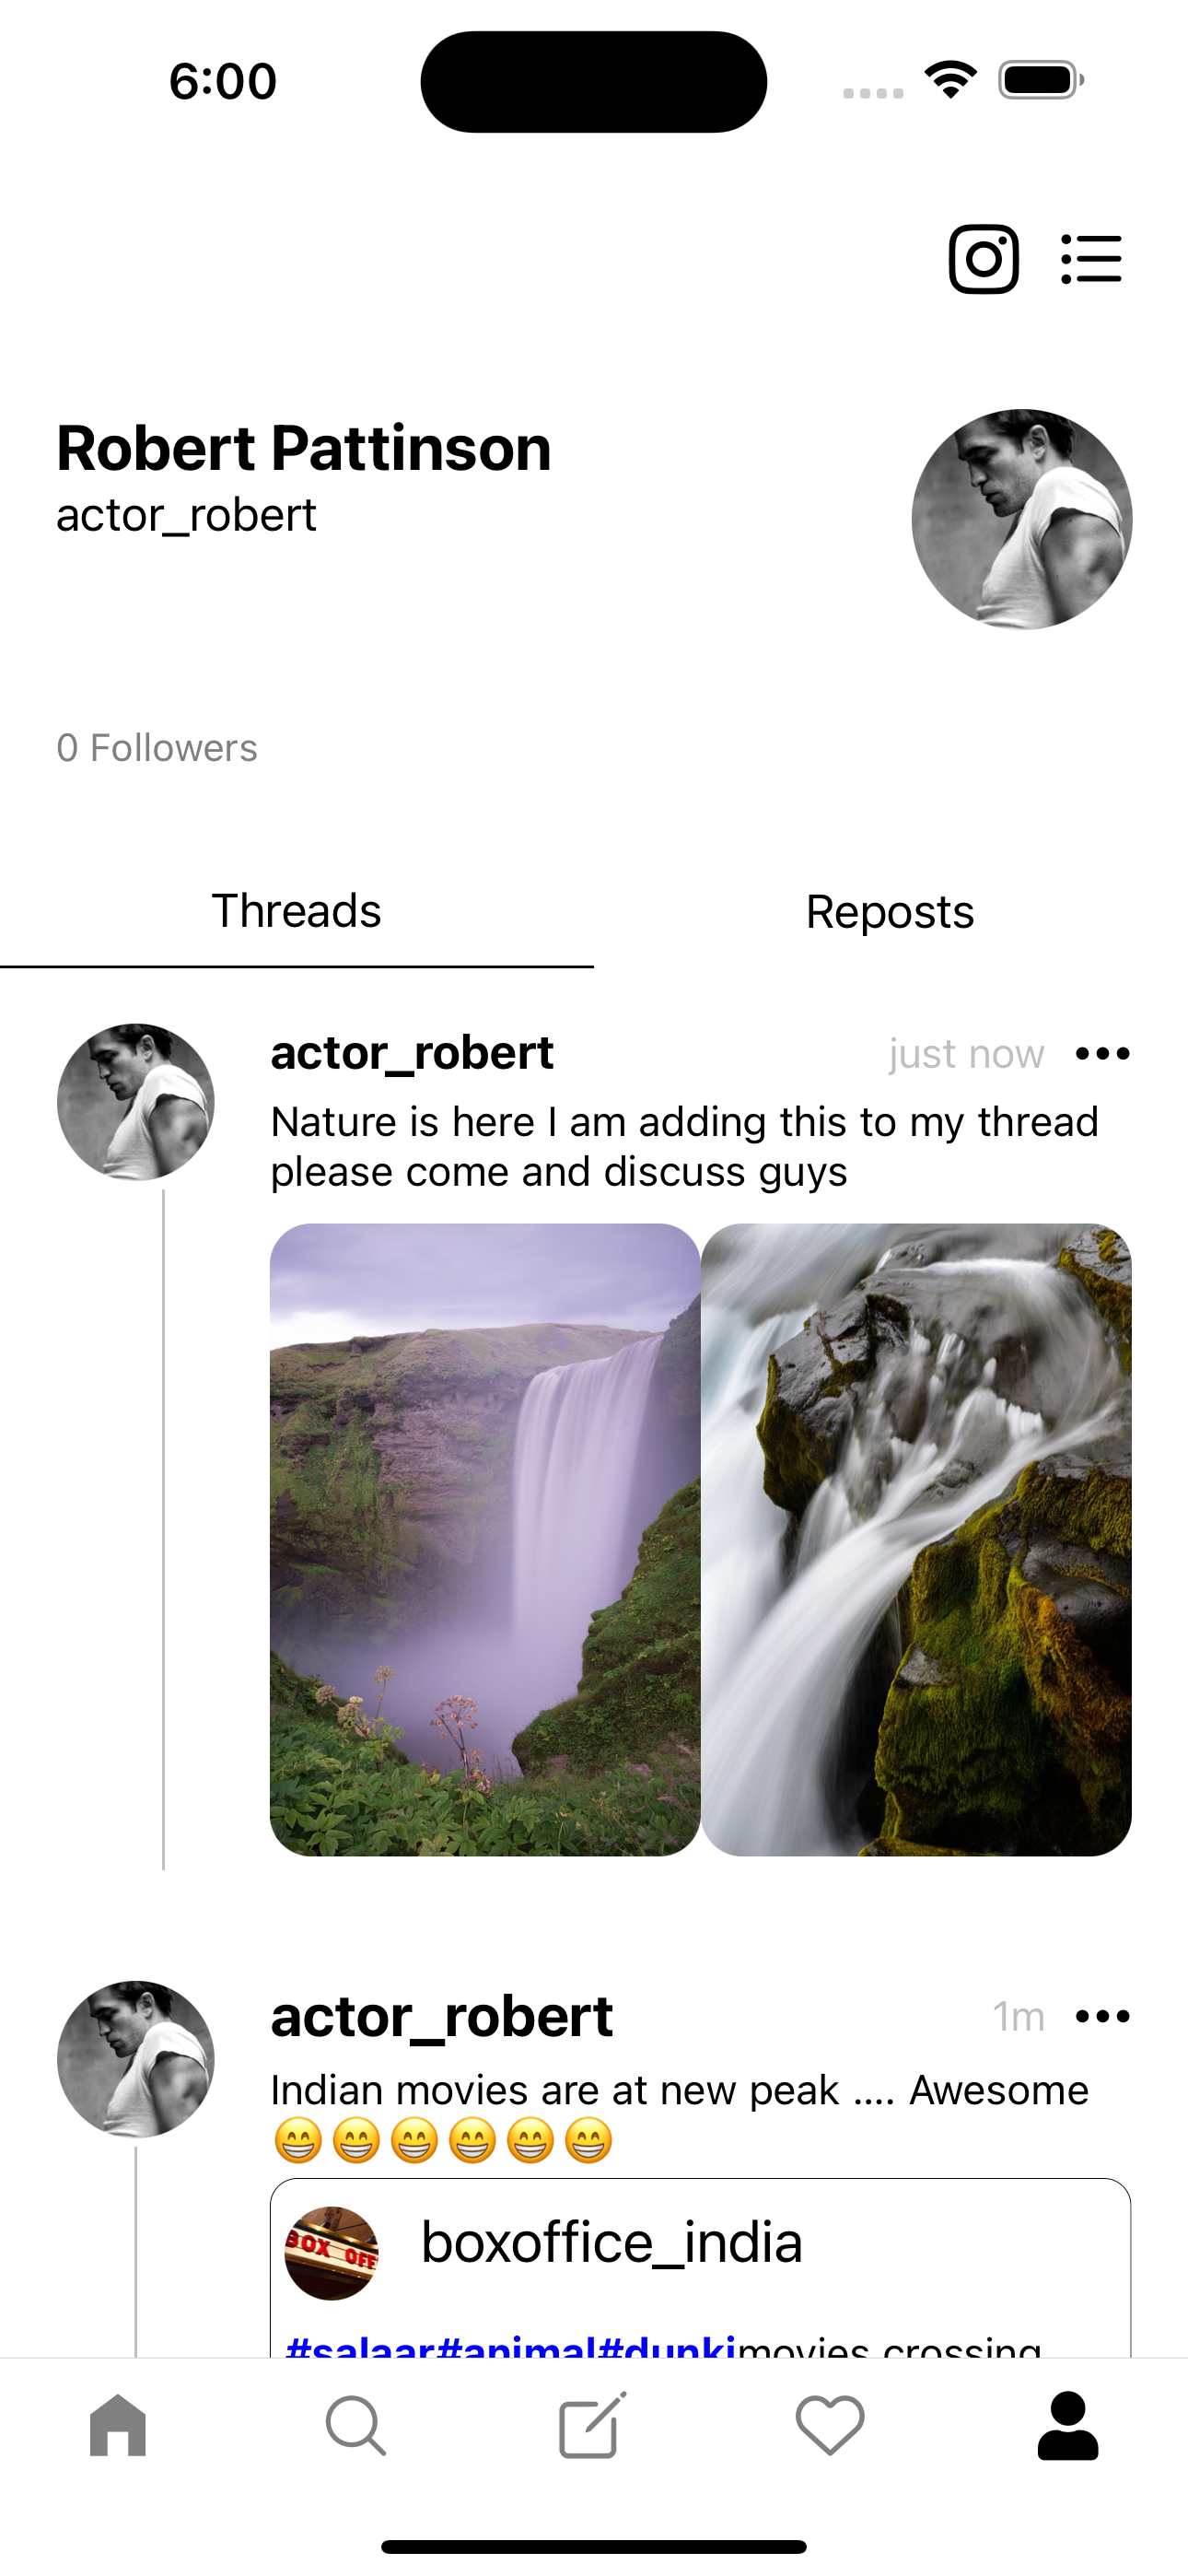 6:00
Robert Pattinson
actor_robert
0 Followers
Threads
Reposts
actor_robert
just now
Nature is here I am adding this to my thread
please come and discuss guys
actor_robert
1m
Indian movies are at new peak .... Awesome
😁😁😁😁😁😁
BOX OFF
boxoffice_india
#salaar#animal#dunkimovies crossing